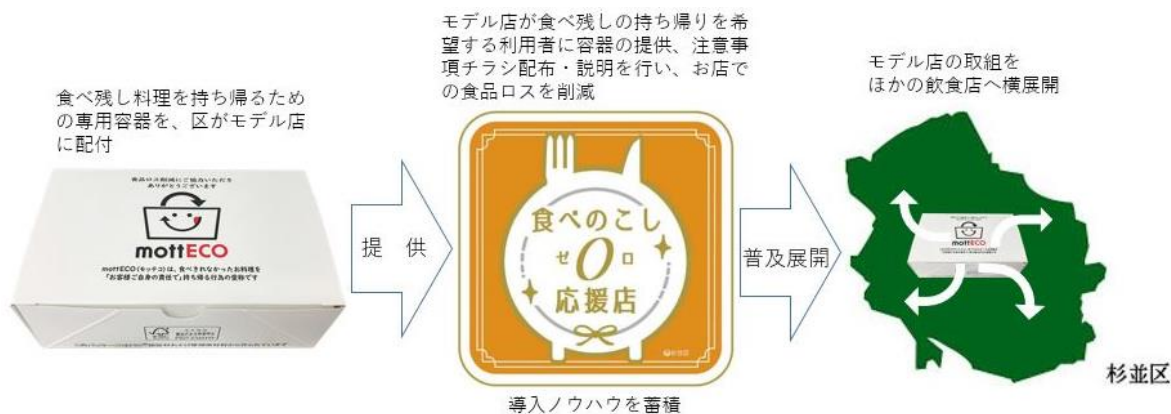 食べ残し料理を持ち帰るため
の専用容器を、区がモデル店
に配付
食品ロス削減にご協力いただき
ありがとうございます
mottECO
mottECO(モッテコ)は、食べきれなかったお料理を
「お客様ご自身の責任で」持ち帰る行為の愛称です
提 供
モデル店が食べ残しの持ち帰りを希
望する利用者に容器の提供、注意事
項チラシ配布・説明を行い、お店で
の食品ロスを削減
食べのこし
ゼ0ロ
応援店
杉並区
導入ノウハウを蓄積
普及展開
モデル店の取組を
ほかの飲食店へ横展開
mottECO
杉並区